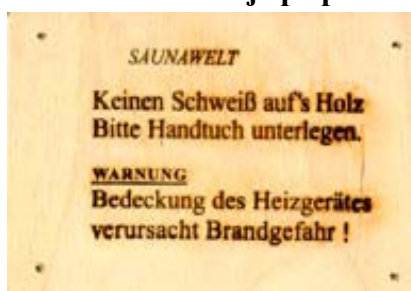 SAUNAWELT
Keinen Schweiß auf's Holz
Bitte Handtuch unterlegen.
WARNUNG
Bedeckung des Heizgerätes
verursacht Brandgefahr !